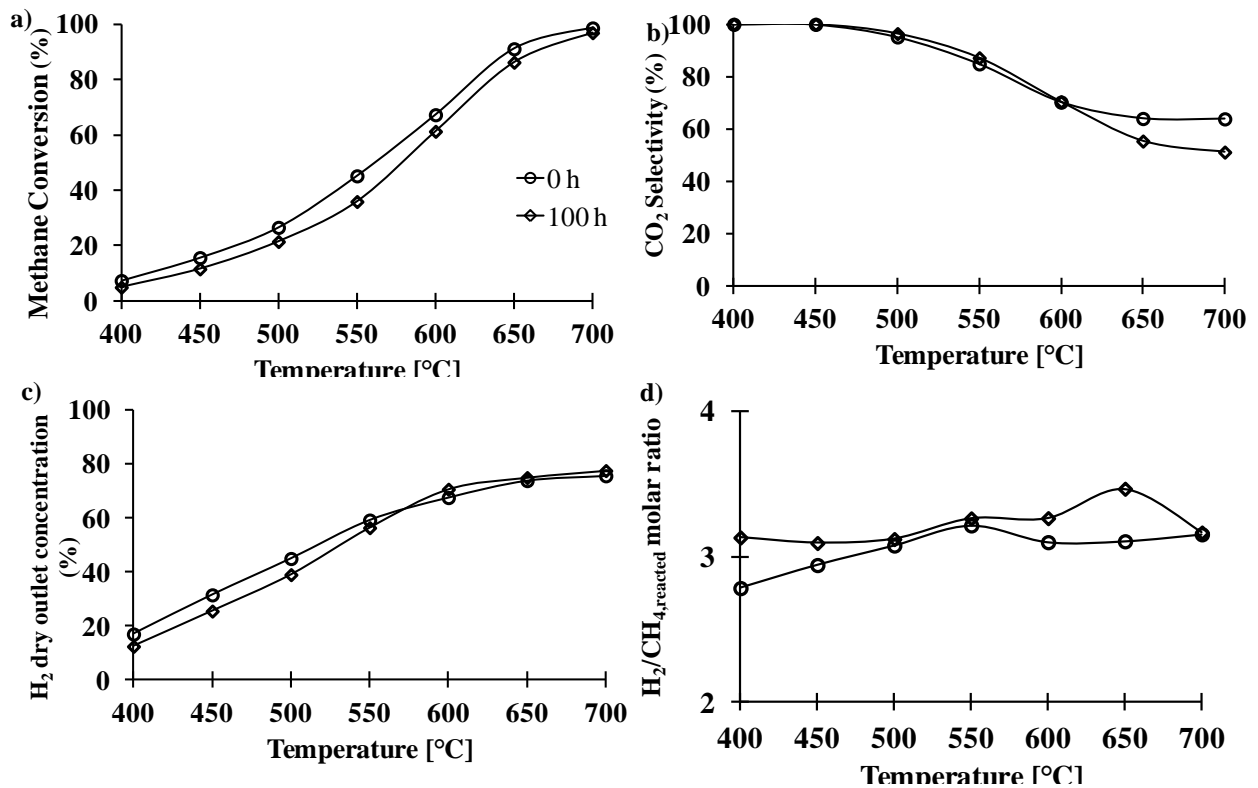 a)
Methane Conversion (%)
100
80
60
40
20
0
400 450 500 550 600 650 700
Temperature [°C]
0 h
100 h
b)
CO2 Selectivity (%)
100
80
60
40
20
0
400 450 500 550 600 650 700
Temperature [°C]
c)
H2 dry outlet concentration
(%)
100
80
60
40
20
0
400 450 500 550 600 650 700
Temperature [°C]
d)
H2/CH4,reacted molar ratio
4
3
2
400 450 500 550 600 650 700
Temperature [°C]